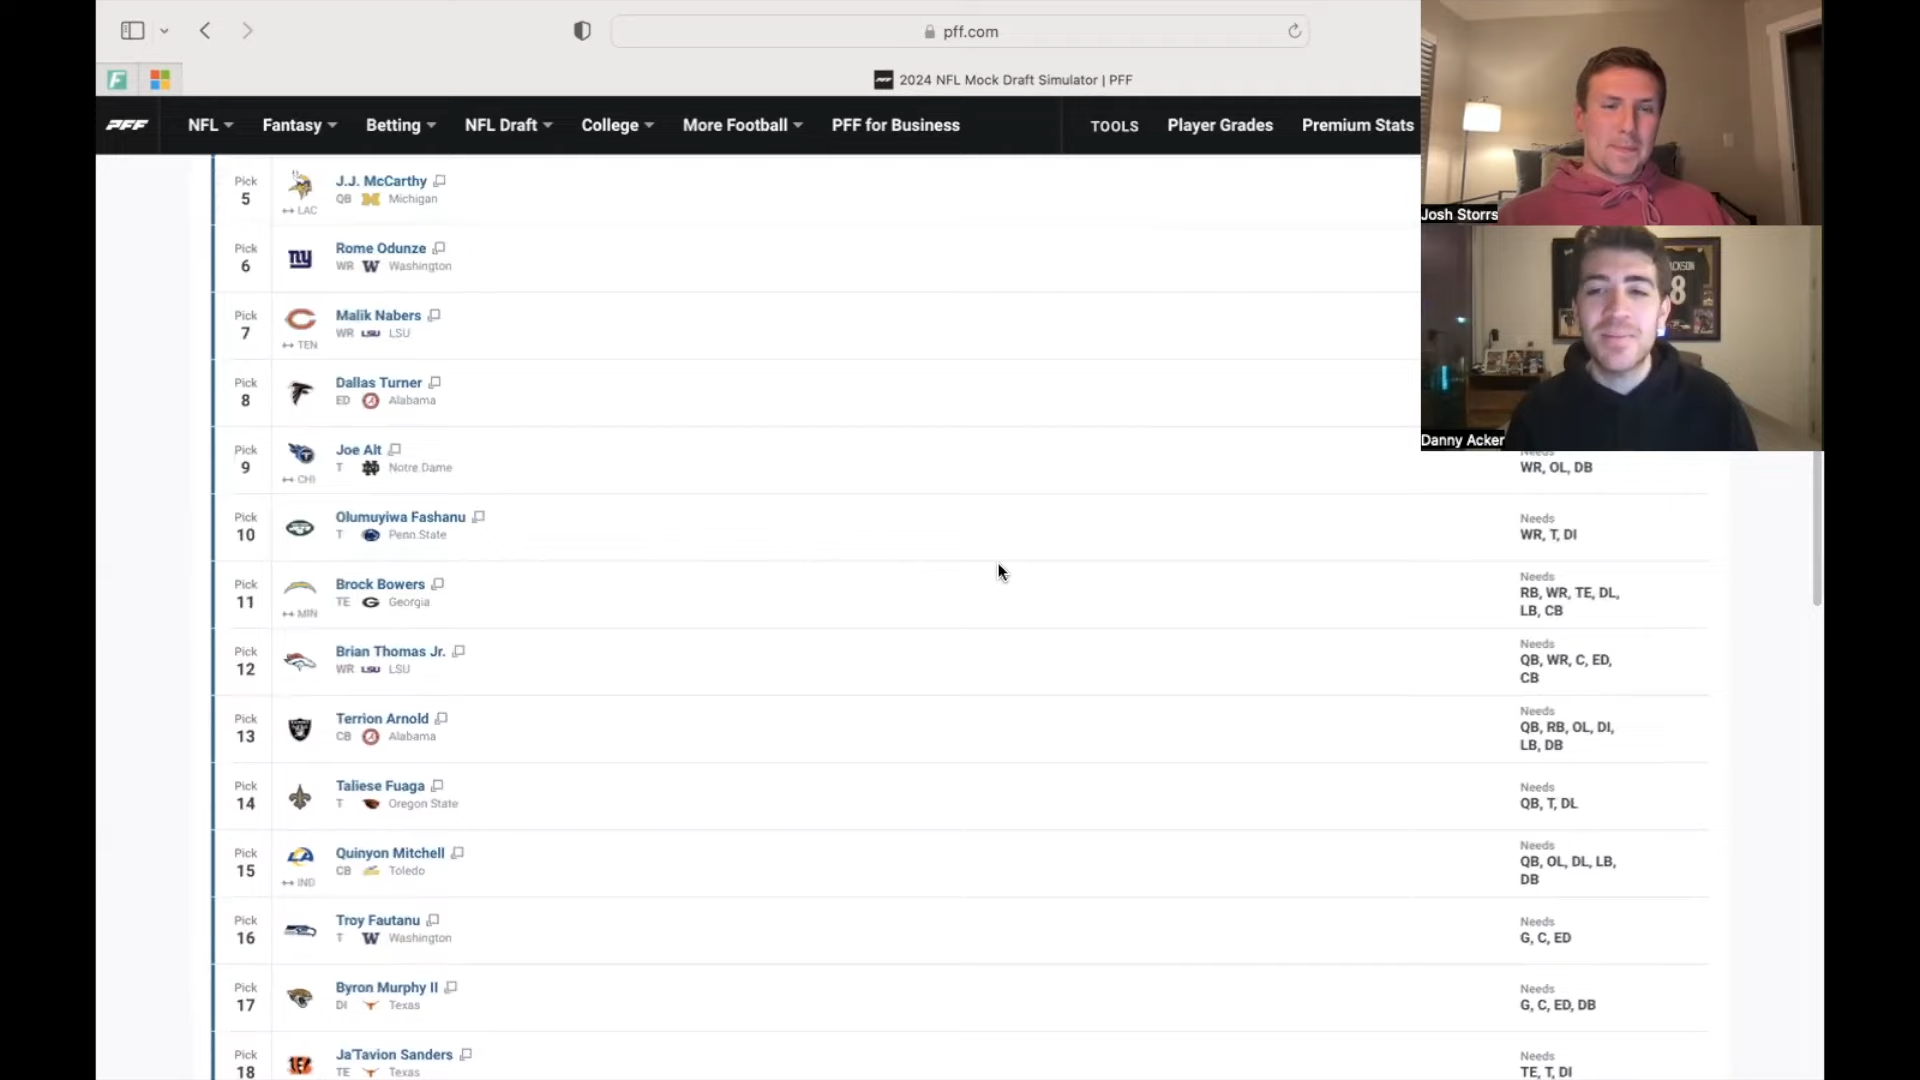 pff.com
2024 NFL Mock Draft Simulator | PFF
PFF NFL Fantasy Betting NFL Draft College More Football PFF for Business TOOLS Player Grades Premium Stats
Pick 5 J.J. McCarthy
QB Michigan
LAC
Pick 6 Rome Odunze
WR Washington
Pick 7 Malik Nabers
WR LSU LSU
TEN
Pick 8 Dallas Turner
ED Alabama
Pick 9 Joe Alt
T Notre Dame
CHI
Needs
WR, OL, DB
Pick 10 Olumuyiwa Fashanu
T Penn State
Needs
WR, T, DI
Pick 11 Brock Bowers
TE Georgia
MIN
Needs
RB, WR, TE, DL,
LB, CB
Pick 12 Brian Thomas Jr.
WR LSU LSU
Needs
QB, WR, C, ED,
CB
Pick 13 Terrion Arnold
CB Alabama
Needs
QB, RB, OL, DI,
LB, DB
Pick 14 Taliese Fuaga
T Oregon State
Needs
QB, T, DL
Pick 15 Quinyon Mitchell
CB Toledo
IND
Needs
QB, OL, DL, LB,
DB
Pick 16 Troy Fautanu
T Washington
Needs
G, C, ED
Pick 17 Byron Murphy II
DI Texas
Needs
G, C, ED, DB
Pick 18 Ja'Tavion Sanders
TE Texas
Needs
TE, T, DI
Josh Storrs
8
Danny Acker